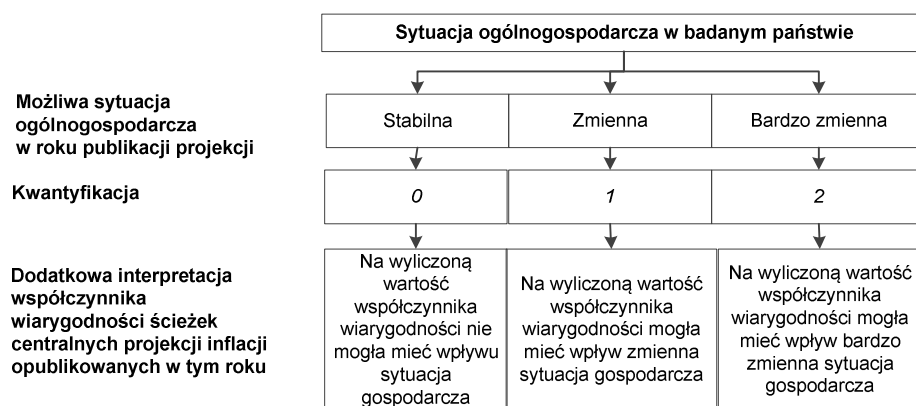 Sytuacja ogólnogospodarcza w badanym państwie
Możliwa sytuacja
ogólnogospodarcza
w roku publikacji projekcji
Stabilna
Zmienna
Bardzo zmienna
Kwantyfikacja
0
1
2
Dodatkowa interpretacja
współczynnika
wiarygodności ścieżek
centralnych projekcji inflacji
opublikowanych w tym roku
Na wyliczoną
wartość
współczynnika
wiarygodności nie
mogła mieć wpływu
sytuacja
gospodarcza
Na wyliczoną wartość
współczynnika
wiarygodności mogła
mieć wpływ zmienna
sytuacja gospodarcza
Na wyliczoną wartość
współczynnika
wiarygodności mogła
mieć wpływ bardzo
zmienna sytuacja
gospodarcza